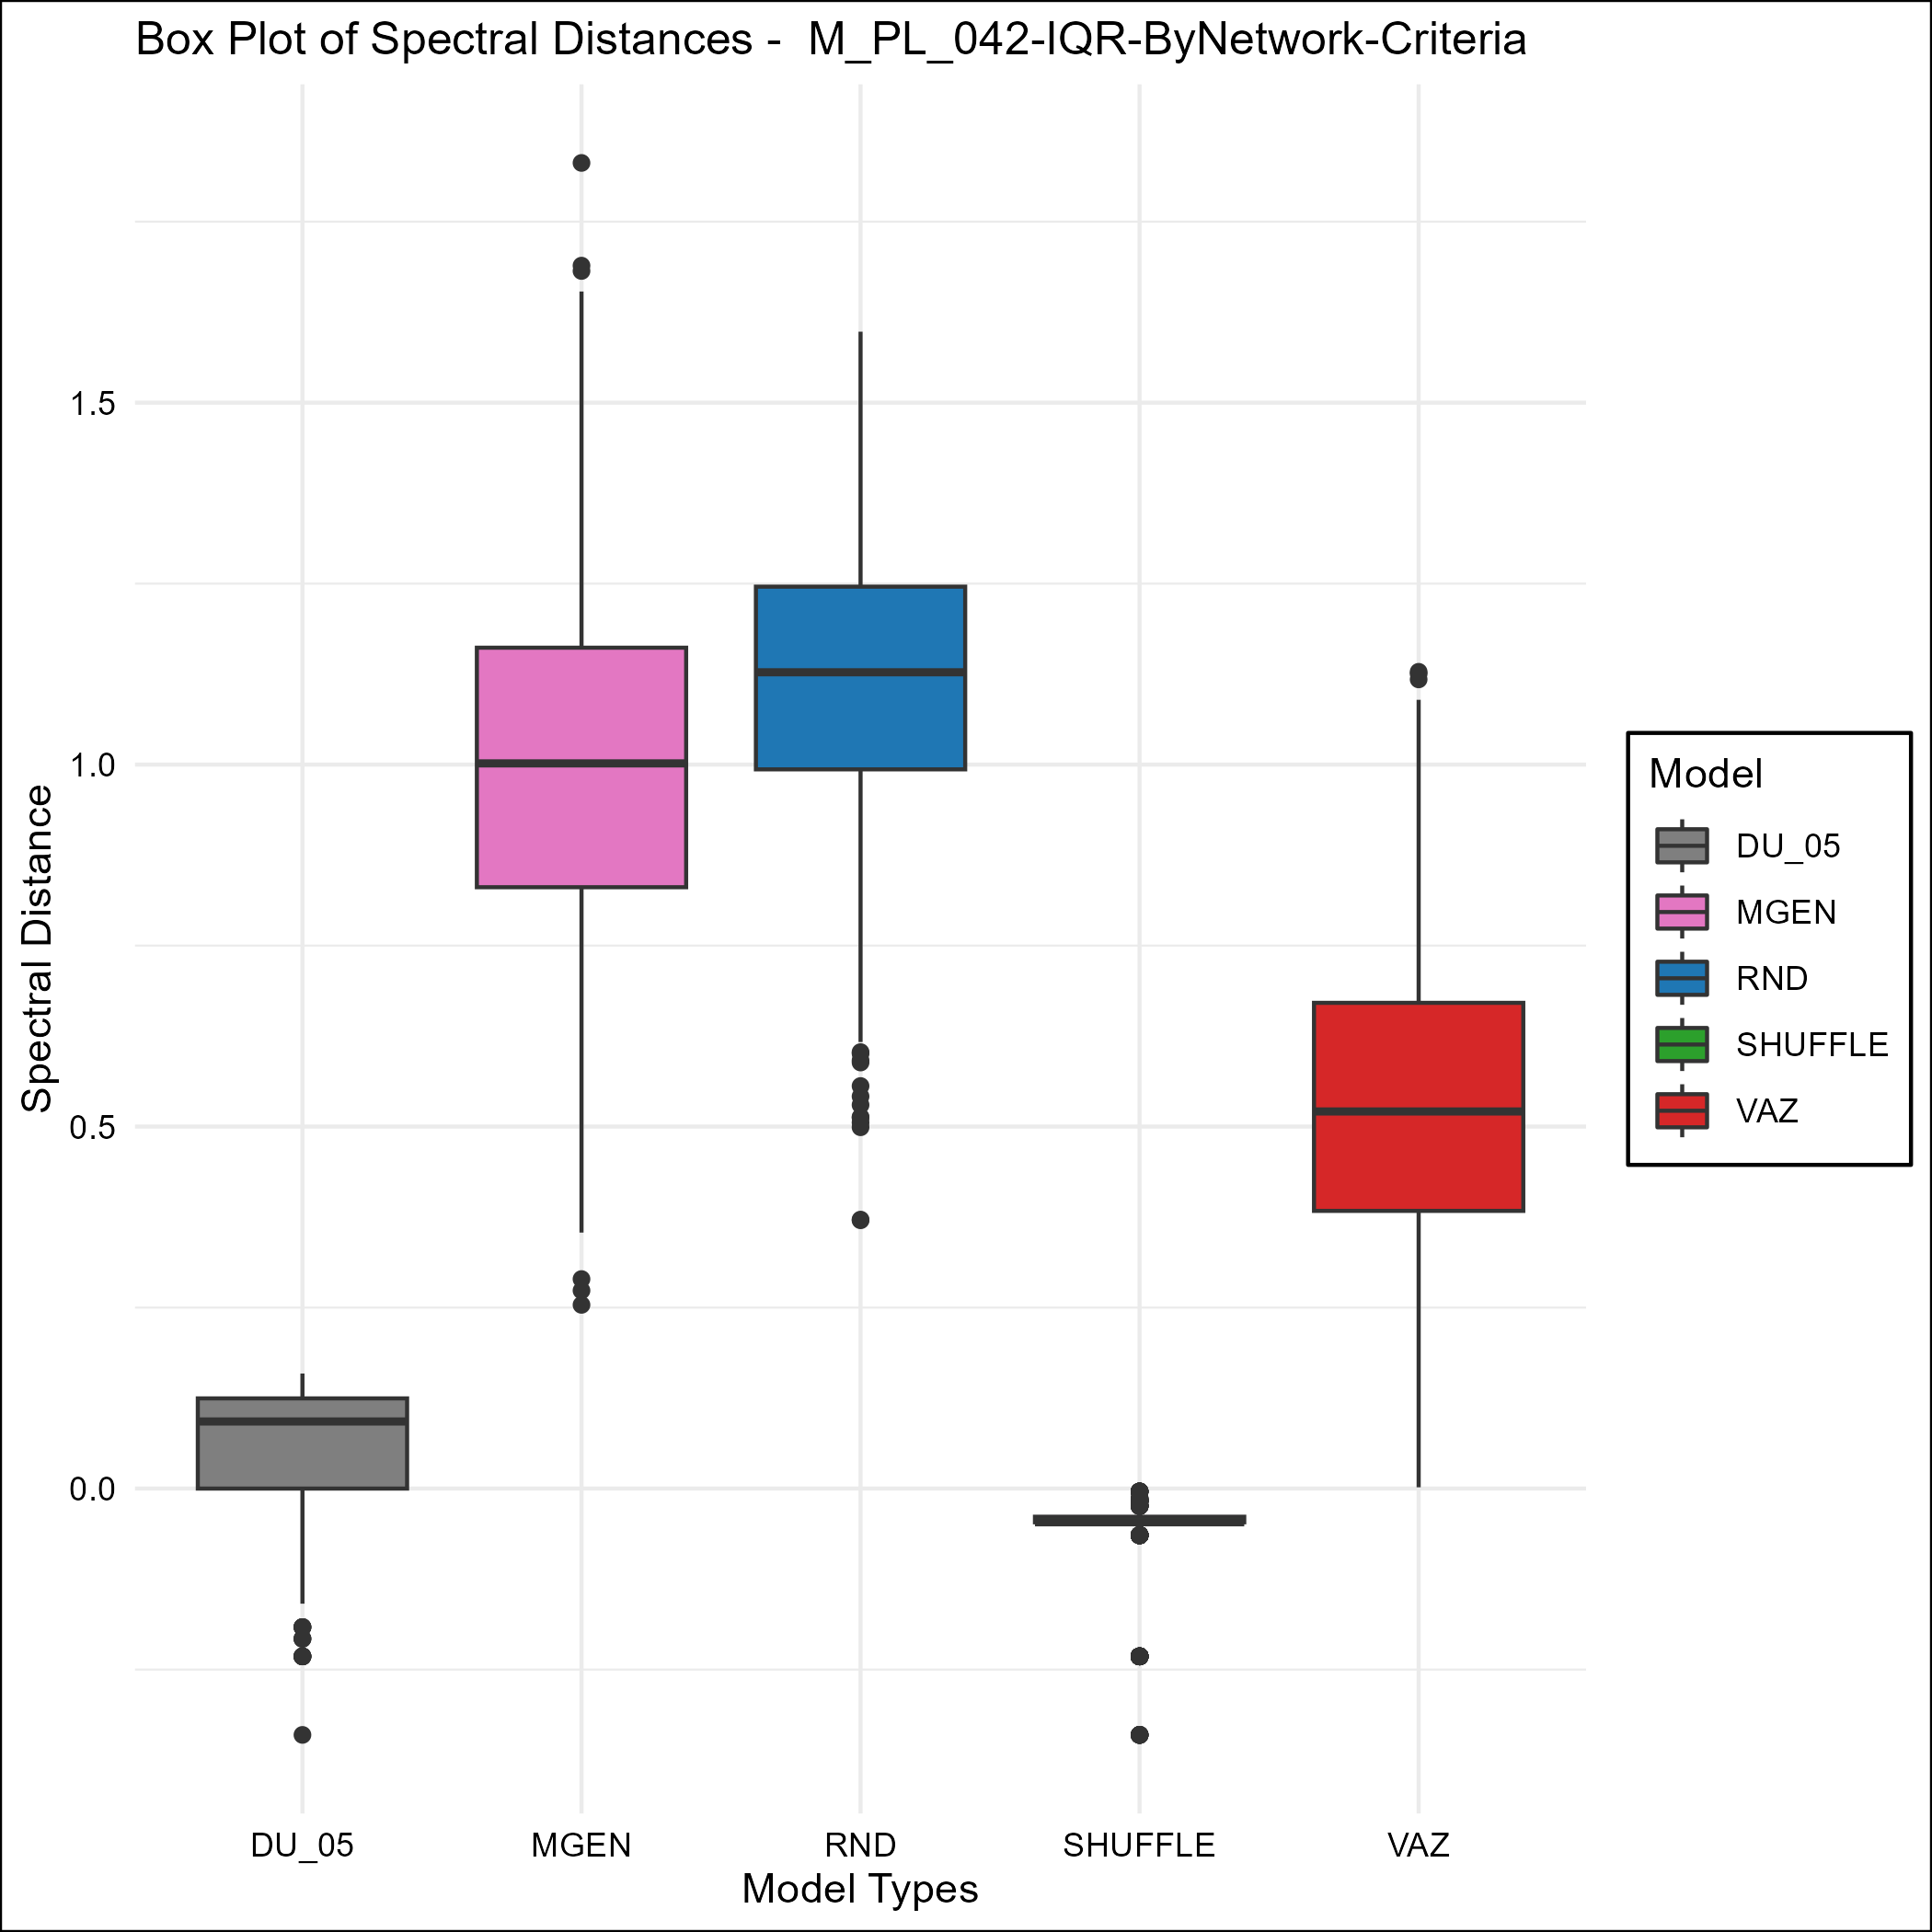 Box Plot of Spectral Distances -  M_PL_042-IQR-ByNetwork-Criteria
Spectral Distance
1.5
1.0
0.5
0.0
DU_05
MGEN
RND
SHUFFLE
VAZ
Model Types
Model
DU_05
MGEN
RND
SHUFFLE
VAZ